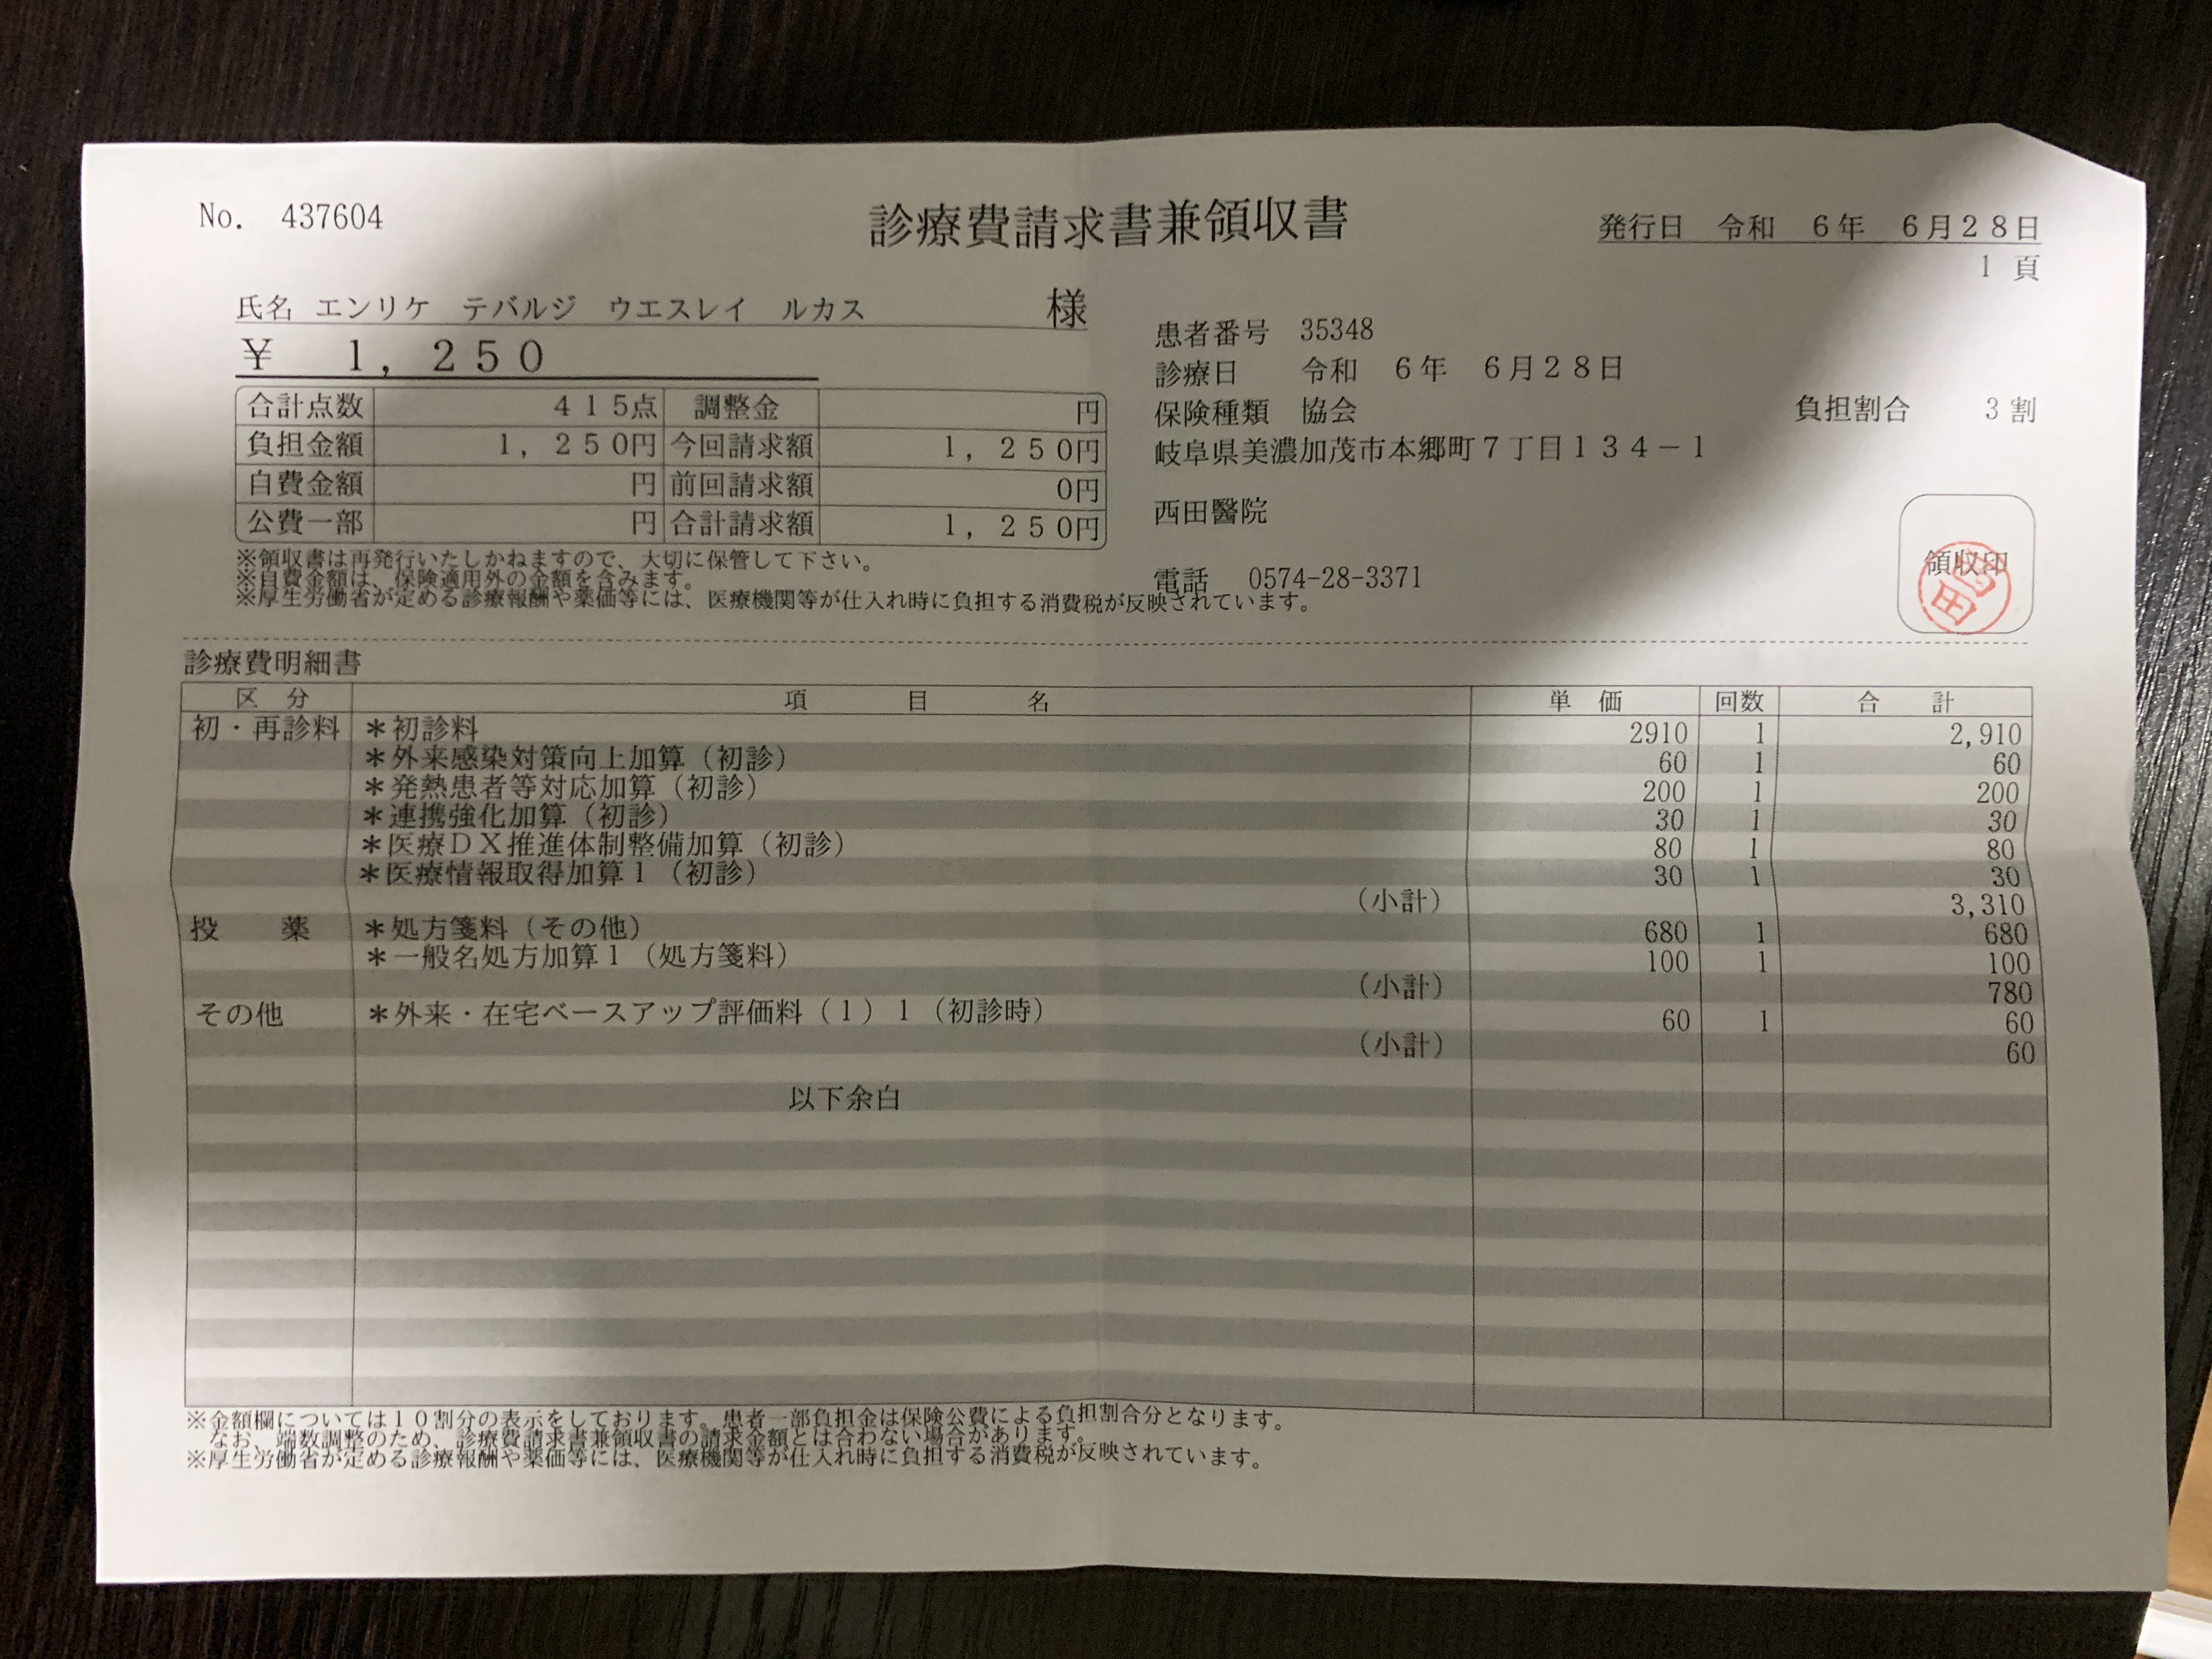 診療費請求書兼領収書
No. 437604
発行日 令和 6年 6月28日
1 頁
氏名 エンリケ テバルジ ウエスレイ ルカス 様
¥ 1,250
患者番号 35348
診療日 令和 6年 6月28日
保険種類 協会 負担割合 3割
岐阜県美濃加茂市本郷町7丁目134-1
西田醫院
電話 0574-28-3371
合計点数 415点 調整金 円
負担金額 1,250円 今回請求額 1,250円
自費金額 円 前回請求額 0円
公費一部 円 合計請求額 1,250円
領収印
※領収書は再発行いたしかねますので、大切に保管して下さい。
※自費金額は、保険適用外の金額を含みます。
※厚生労働省が定める診療報酬や薬価等には、医療機関等が仕入れ時に負担する消費税が反映されています。
診療費明細書
区分 項目名 単価 回数 合計
初・再診料 *初診料 2910 1 2,910
*外来感染対策向上加算(初診) 60 1 60
*発熱患者等対応加算(初診) 200 1 200
*連携強化加算(初診) 30 1 30
*医療DX推進体制整備加算(初診) 80 1 80
*医療情報取得加算1(初診) 30 1 30
(小計) 3,310
投薬 *処方箋料(その他) 680 1 680
*一般名処方加算1(処方箋料) 100 1 100
(小計) 780
その他 *外来・在宅ベースアップ評価料(1)1(初診時) 60 1 60
(小計) 60
以下余白
※金額欄については10割分の表示をしております。患者一部負担金は保険公費による負担割合分となります。
なお、端数調整のため、診療費請求書兼領収書の請求金額とは合わない場合があります。
※厚生労働省が定める診療報酬や薬価等には、医療機関等が仕入れ時に負担する消費税が反映されています。